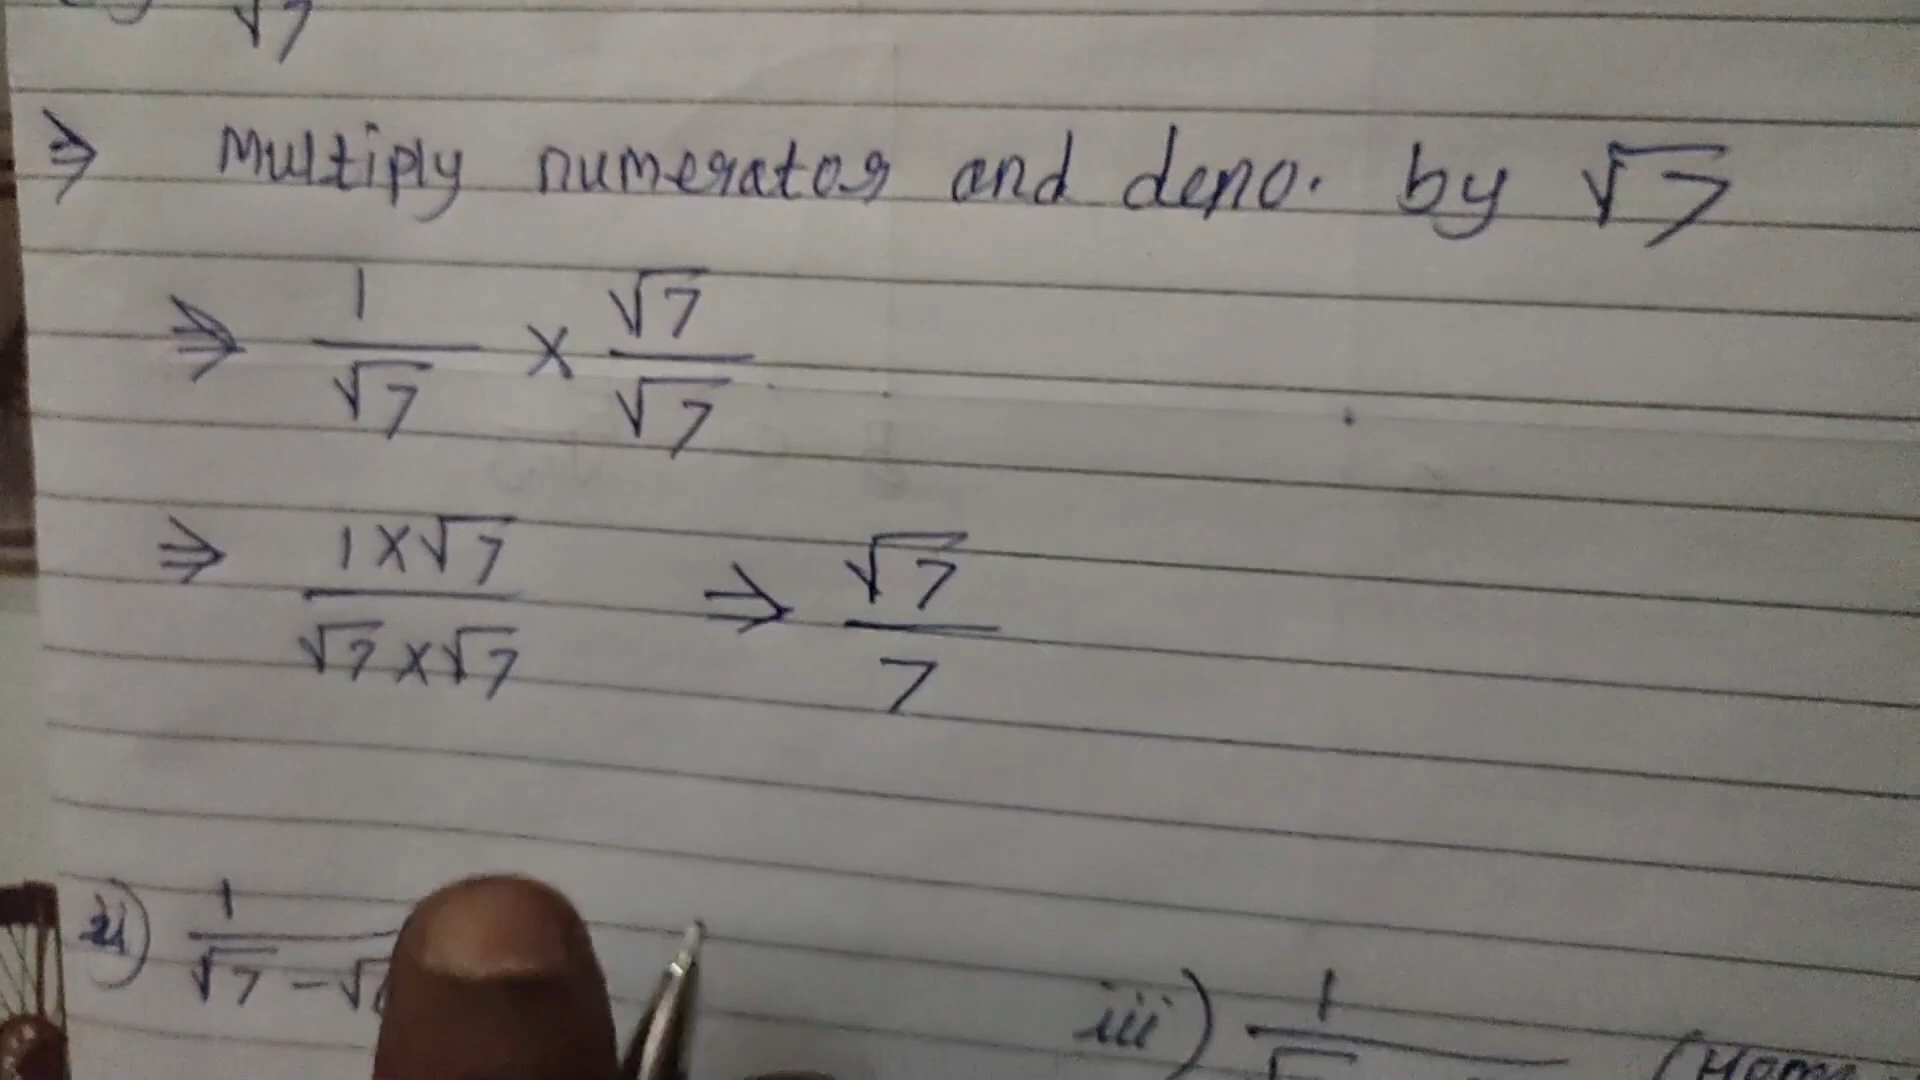 √7
⇒ Multiply numerator and deno. by √7
⇒ 1/√7 × √7/√7
⇒ 1×√7/√7×√7 ⇒ √7/7
ii) 1/√7-√
iii) 1/√